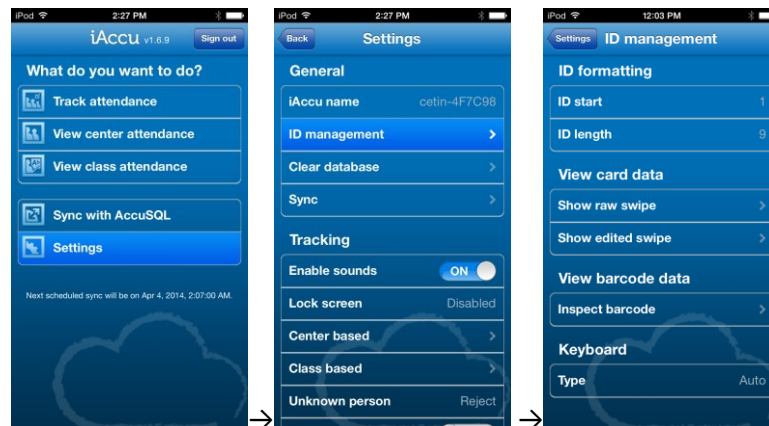 iPod 2:27 PM
iAccu v1.6.9 Sign out
What do you want to do?
Track attendance
View center attendance
View class attendance
Sync with AccuSQL
Settings
Next scheduled sync will be on Apr 4, 2014, 2:07:00 AM.
→
iPod 2:27 PM
Back Settings
General
iAccu name cetin-4F7C98
ID management
Clear database
Sync
Tracking
Enable sounds ON
Lock screen Disabled
Center based
Class based
Unknown person Reject
→
iPod 12:03 PM
Settings ID management
ID formatting
ID start 1
ID length 9
View card data
Show raw swipe
Show edited swipe
View barcode data
Inspect barcode
Keyboard
Type Auto